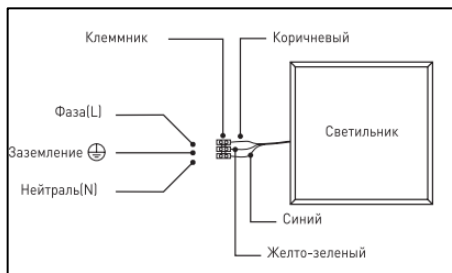 Клеммник
Коричневый
Фаза(L)
Светильник
Заземление
Нейтраль(N)
Синий
Желто-зеленый